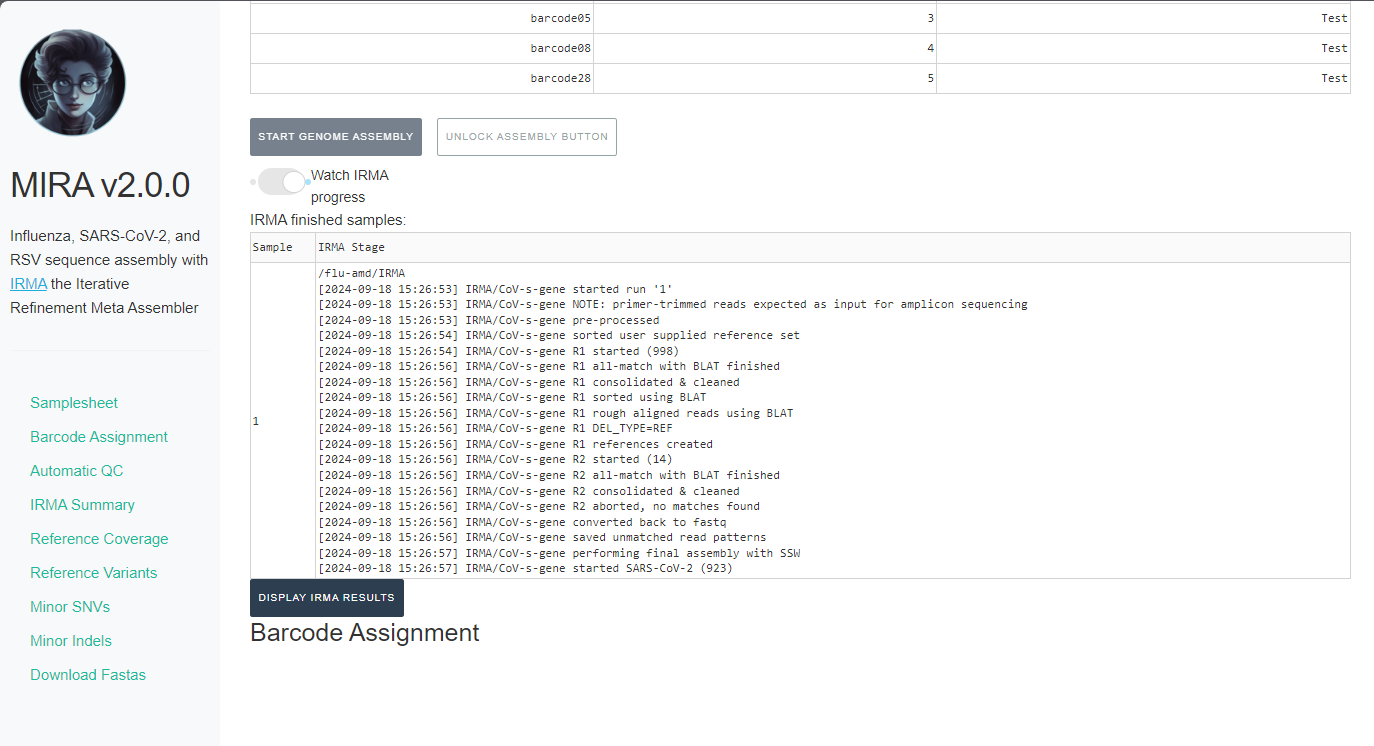 MIRA v2.0.0
Influenza, SARS-CoV-2, and
RSV sequence assembly with
IRMA the Iterative
Refinement Meta Assembler
Samplesheet
Barcode Assignment
Automatic QC
IRMA Summary
Reference Coverage
Reference Variants
Minor SNVs
Minor Indels
Download Fastas
barcode05 3 Test
barcode08 4 Test
barcode28 5 Test
START GENOME ASSEMBLY UNLOCK ASSEMBLY BUTTON
Watch IRMA
progress
IRMA finished samples:
Sample IRMA Stage
1
/flu-amd/IRMA
[2024-09-18 15:26:53] IRMA/CoV-s-gene started run '1'
[2024-09-18 15:26:53] IRMA/CoV-s-gene NOTE: primer-trimmed reads expected as input for amplicon sequencing
[2024-09-18 15:26:53] IRMA/CoV-s-gene pre-processed
[2024-09-18 15:26:54] IRMA/CoV-s-gene sorted user supplied reference set
[2024-09-18 15:26:54] IRMA/CoV-s-gene R1 started (998)
[2024-09-18 15:26:56] IRMA/CoV-s-gene R1 all-match with BLAT finished
[2024-09-18 15:26:56] IRMA/CoV-s-gene R1 consolidated & cleaned
[2024-09-18 15:26:56] IRMA/CoV-s-gene R1 sorted using BLAT
[2024-09-18 15:26:56] IRMA/CoV-s-gene R1 rough aligned reads using BLAT
[2024-09-18 15:26:56] IRMA/CoV-s-gene R1 DEL_TYPE=REF
[2024-09-18 15:26:56] IRMA/CoV-s-gene R1 references created
[2024-09-18 15:26:56] IRMA/CoV-s-gene R2 started (14)
[2024-09-18 15:26:56] IRMA/CoV-s-gene R2 all-match with BLAT finished
[2024-09-18 15:26:56] IRMA/CoV-s-gene R2 consolidated & cleaned
[2024-09-18 15:26:56] IRMA/CoV-s-gene R2 aborted, no matches found
[2024-09-18 15:26:56] IRMA/CoV-s-gene converted back to fastq
[2024-09-18 15:26:56] IRMA/CoV-s-gene saved unmatched read patterns
[2024-09-18 15:26:57] IRMA/CoV-s-gene performing final assembly with SSW
[2024-09-18 15:26:57] IRMA/CoV-s-gene started SARS-CoV-2 (923)
DISPLAY IRMA RESULTS
Barcode Assignment